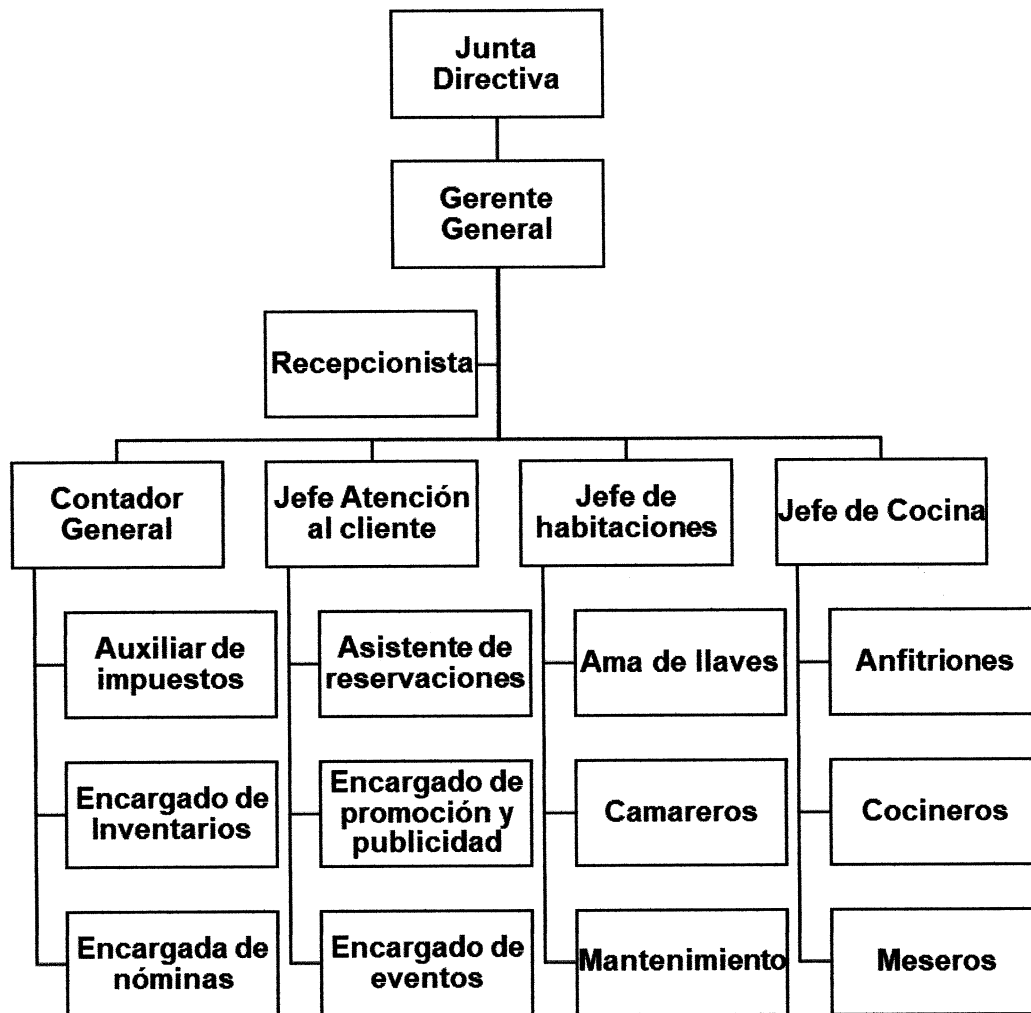 Junta
Directiva
Gerente
General
Recepcionista
Contador
General
Jefe Atención
al cliente
Jefe de
habitaciones
Jefe de Cocina
Auxiliar de
impuestos
Asistente de
reservaciones
Ama de llaves
Anfitriones
Encargado de
Inventarios
Encargado de
promoción y
publicidad
Camareros
Cocineros
Encargada de
nóminas
Encargado de
eventos
Mantenimiento
Meseros